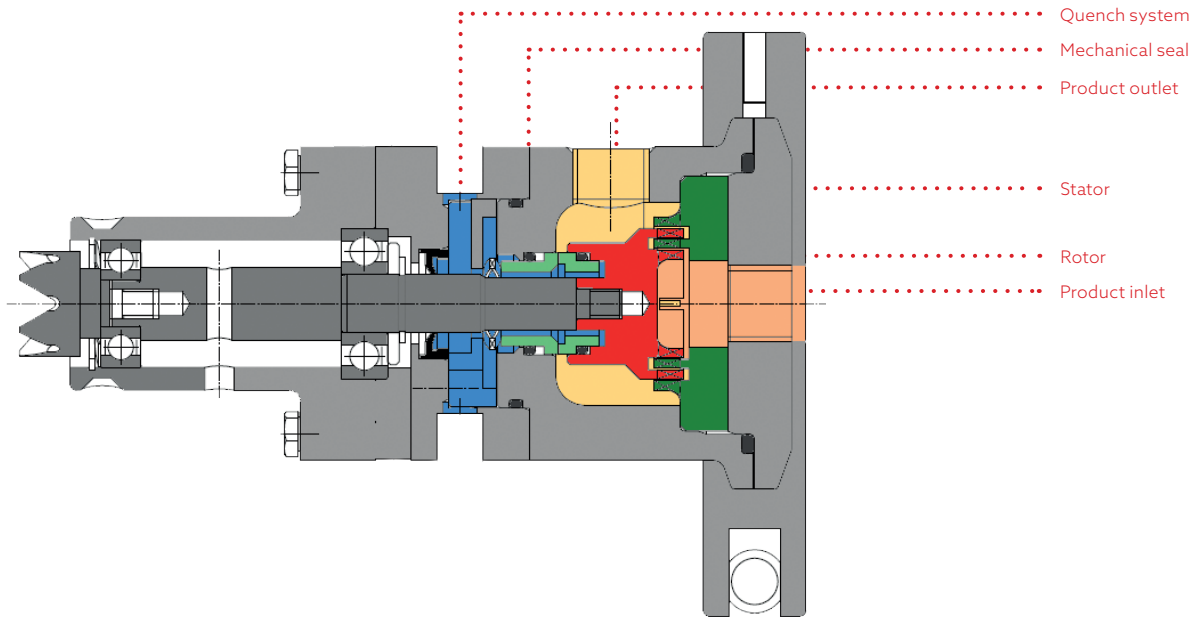 Quench system
Mechanical seal
Product outlet
Stator
Rotor
Product inlet